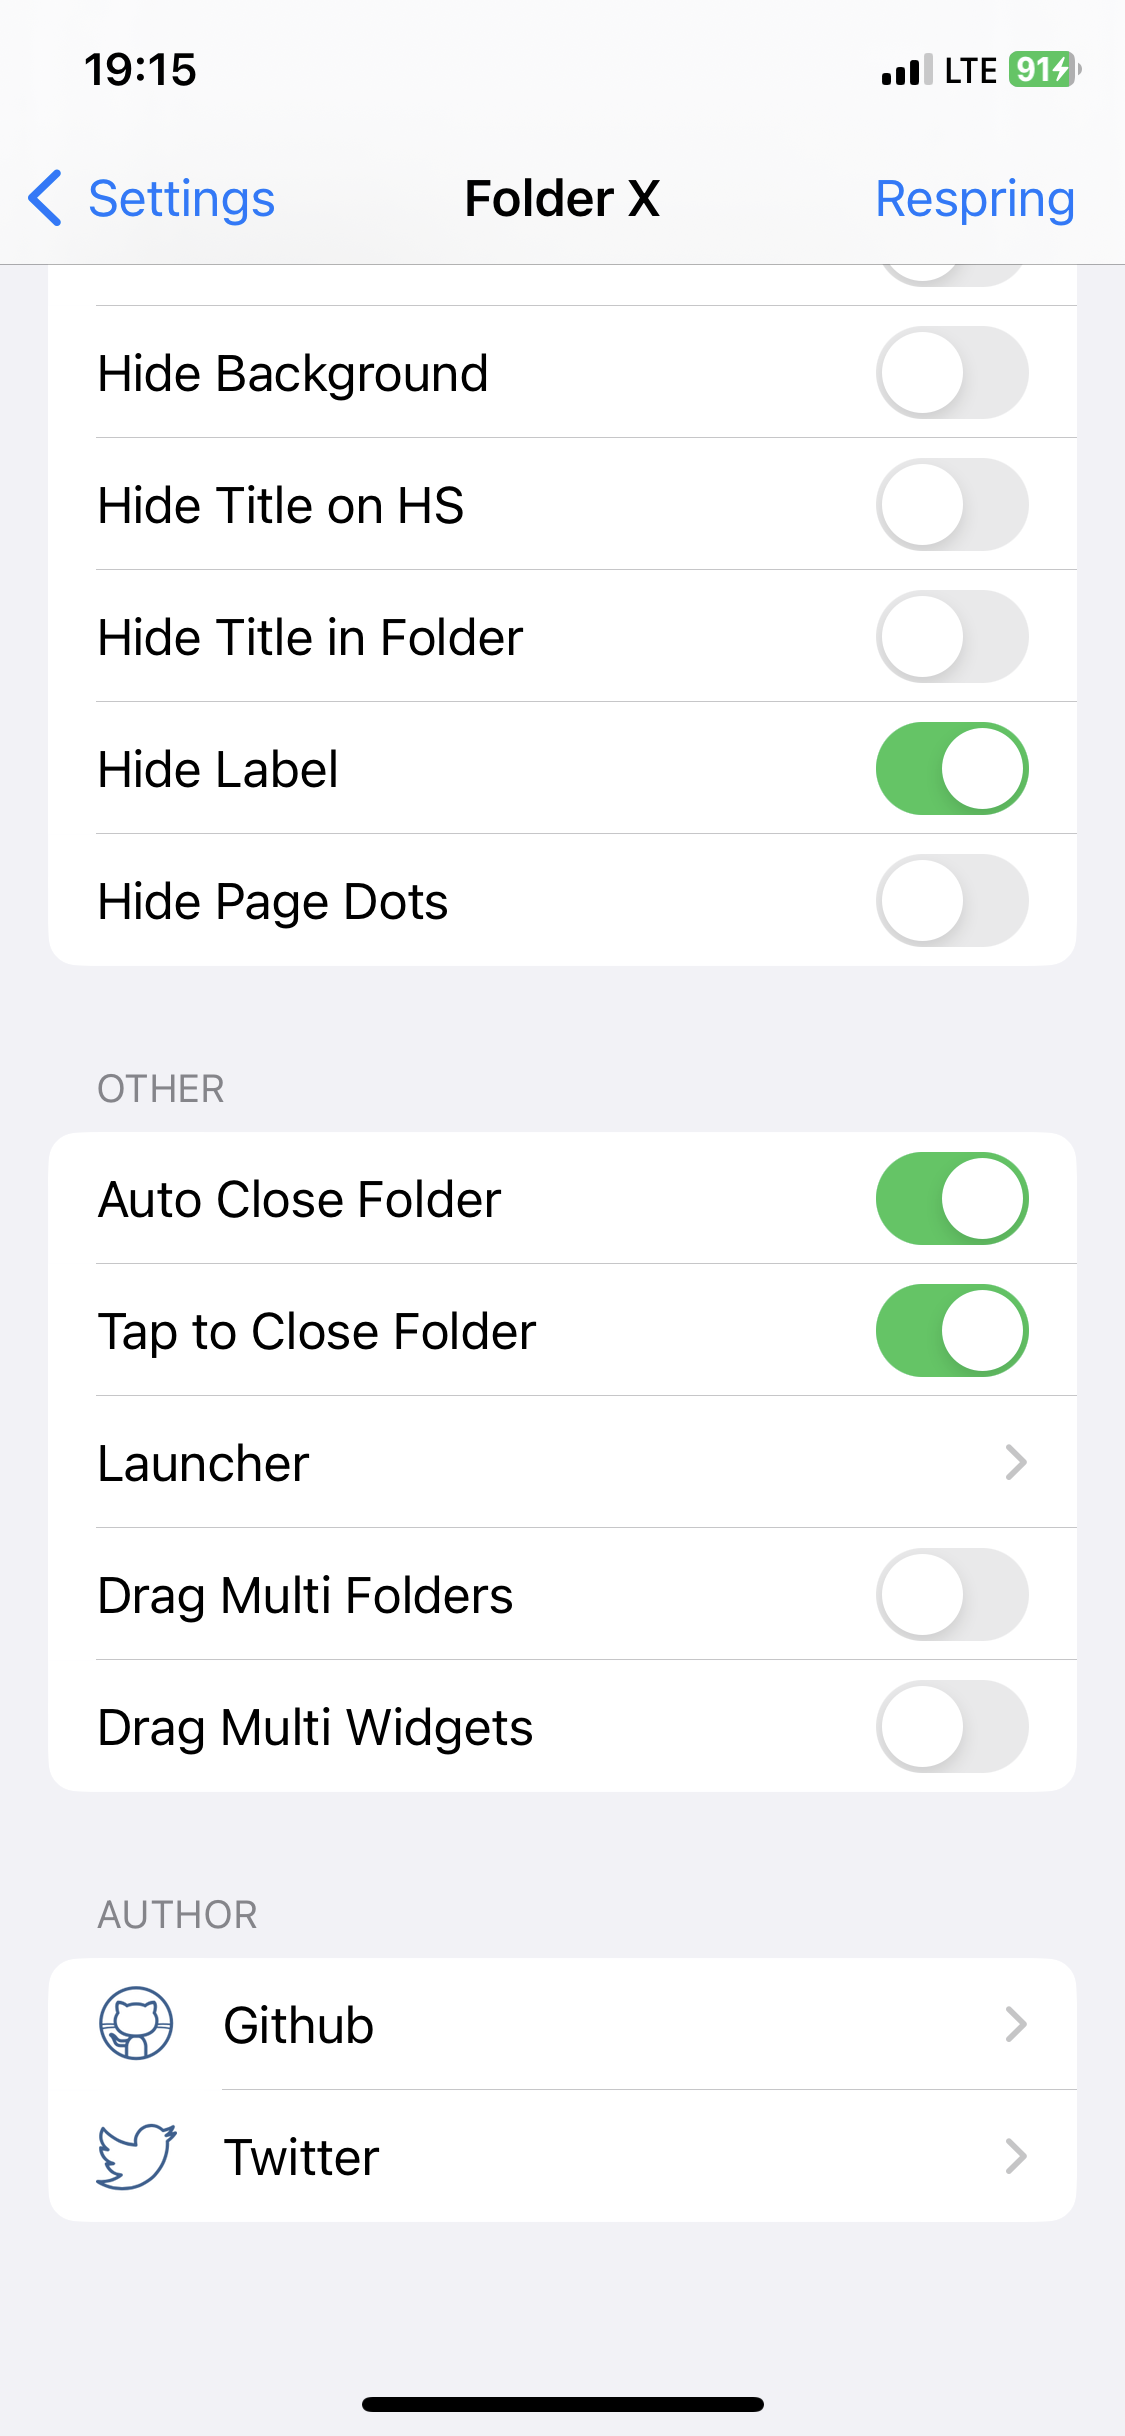 19:15
LTE 91
Settings
Folder X
Respring
Hide Background
Hide Title on HS
Hide Title in Folder
Hide Label
Hide Page Dots
OTHER
Auto Close Folder
Tap to Close Folder
Launcher
Drag Multi Folders
Drag Multi Widgets
AUTHOR
Github
Twitter